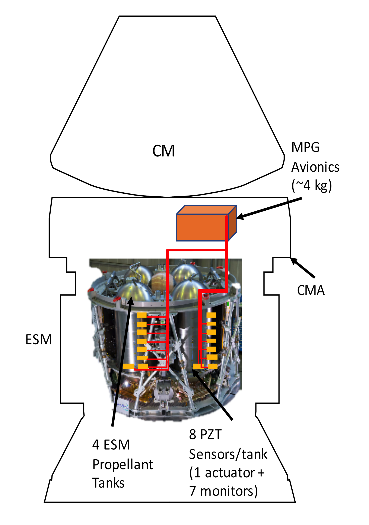 CM
MPG
Avionics
(~4 kg)
CMA
ESM
4 ESM
Propellant
Tanks
8 PZT
Sensors/tank
(1 actuator +
7 monitors)